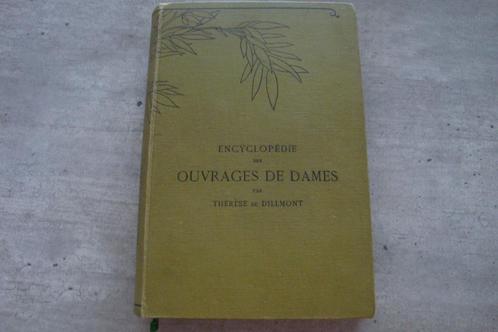 ENCYCLOPÉDIE
DES
OUVRAGES DE DAMES
PAR
THÉRÈSE DE DILLMONT